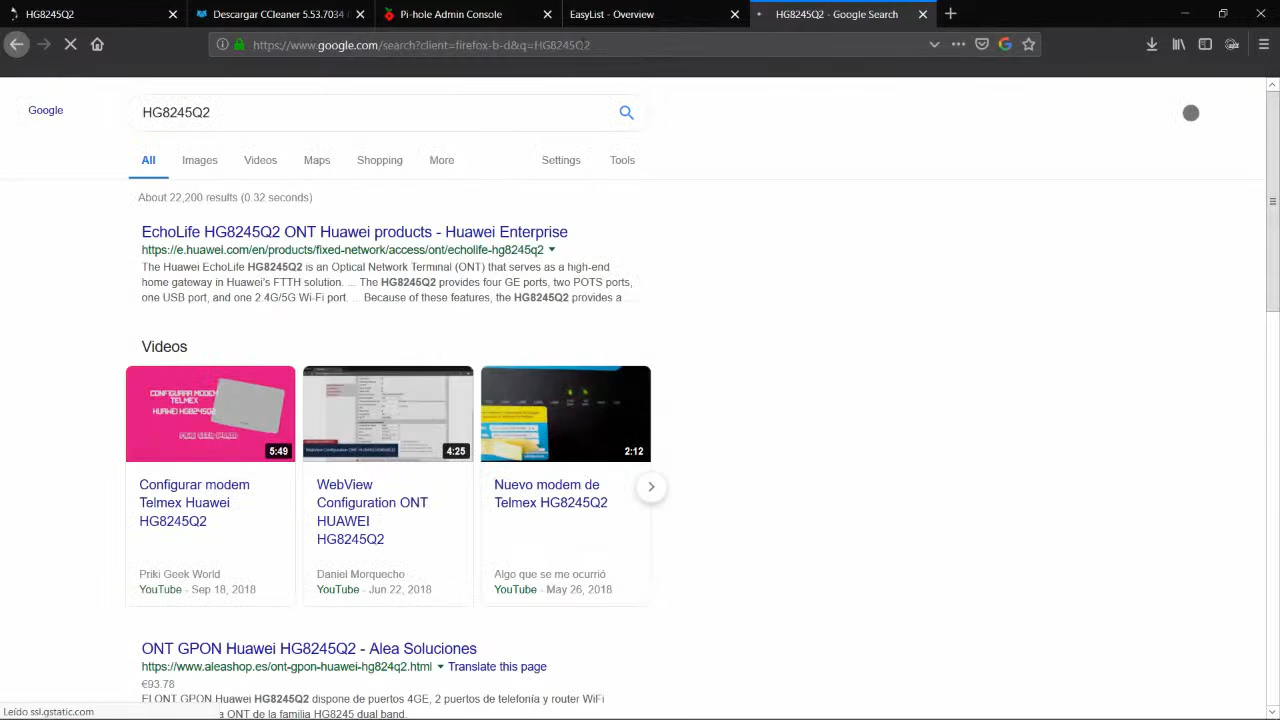 HG8245Q2
Descargar CCleaner 5.53.7034
Pi-hole Admin Console
EasyList - Overview
HG8245Q2 - Google Search
https://www.google.com/search?client=firefox-b-d&q=HG8245Q2
Google
HG8245Q2
All Images Videos Maps Shopping More Settings Tools
About 22,200 results (0.32 seconds)
EchoLife HG8245Q2 ONT Huawei products - Huawei Enterprise
https://e.huawei.com/en/products/fixed-network/access/ont/echolife-hg8245q2
The Huawei EchoLife HG8245Q2 is an Optical Network Terminal (ONT) that serves as a high-end
home gateway in Huawei's FTTH solution. ... The HG8245Q2 provides four GE ports, two POTS ports,
one USB port, and one 2.4G/5G Wi-Fi port. ... Because of these features, the HG8245Q2 provides a ...
Videos
CONFIGURAR MODEM
TELMEX
HUAWEI HG8245Q2
PRIKI GEEK WORLD
5:49
4:25
2:12
Configurar modem
Telmex Huawei
HG8245Q2
Priki Geek World
YouTube - Sep 18, 2018
WebView
Configuration ONT
HUAWEI
HG8245Q2
Daniel Morquecho
YouTube - Jun 22, 2018
Nuevo modem de
Telmex HG8245Q2
Algo que se me ocurrió
YouTube - May 26, 2018
ONT GPON Huawei HG8245Q2 - Alea Soluciones
https://www.aleashop.es/ont-gpon-huawei-hg824q2.html Translate this page
€93.78
El ONT GPON Huawei HG8245Q2 dispone de puertos 4GE, 2 puertos de telefonía y router WiFi
a ONT de la familia HG8245 dual band.
Leído ssl.gstatic.com